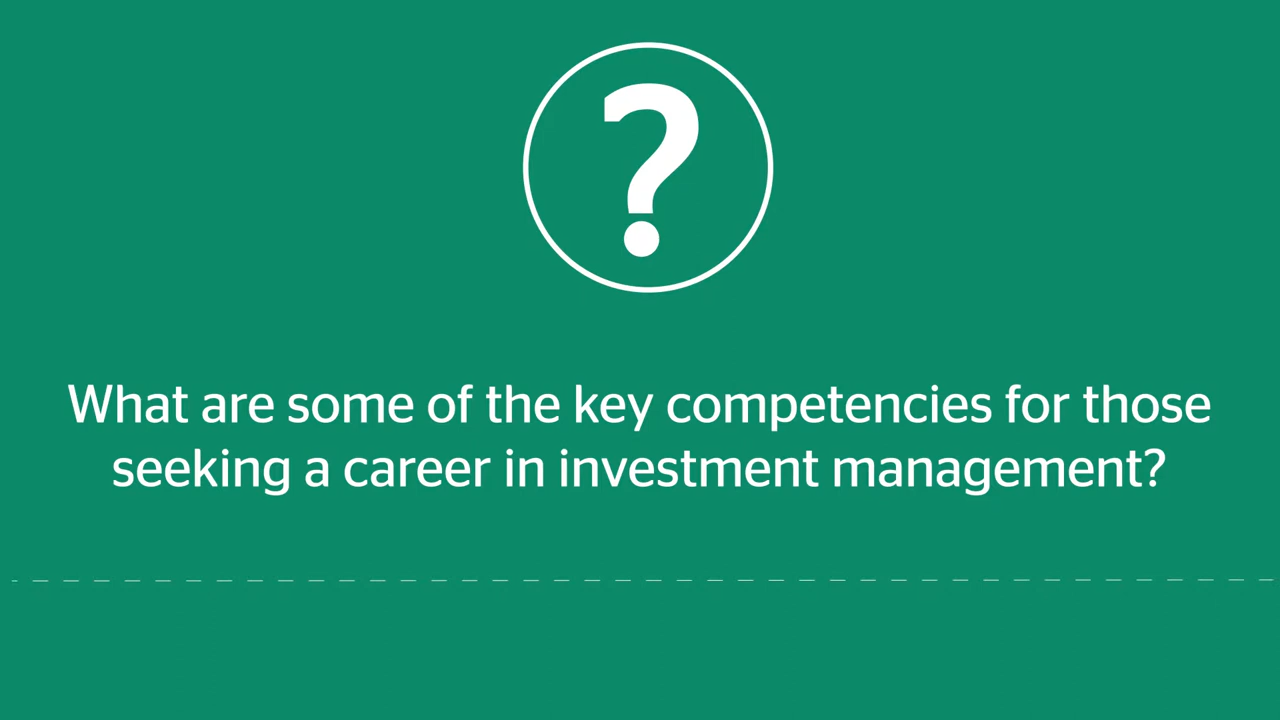 ?
What are some of the key competencies for those
seeking a career in investment management?